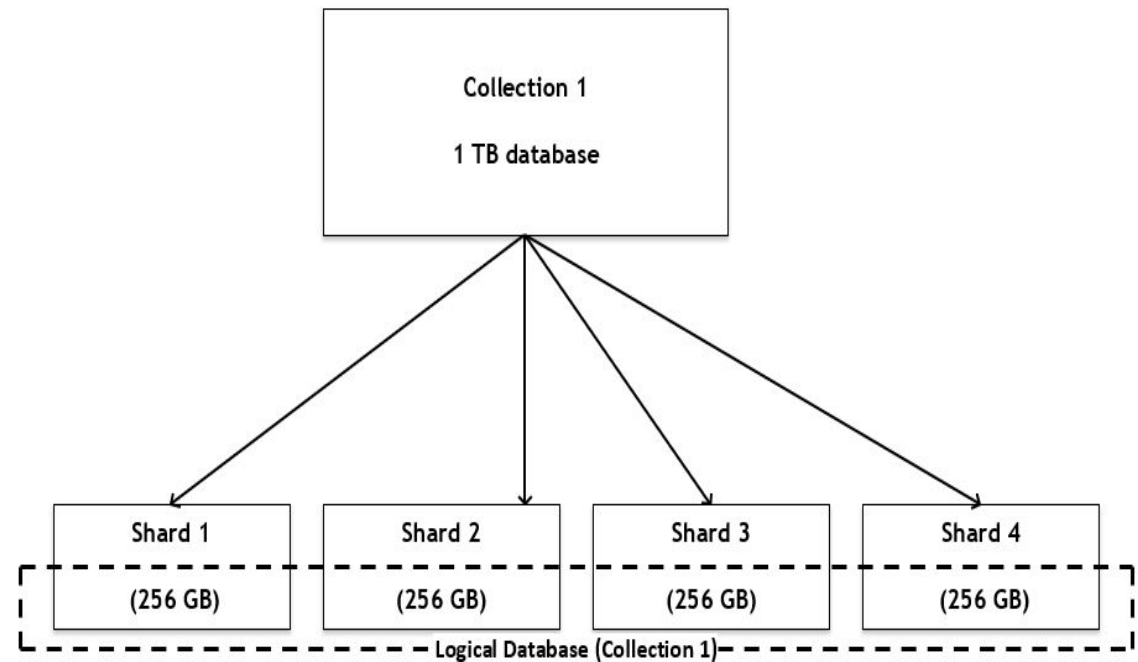 Collection 1
1 TB database
Shard 1
(256 GB)
Shard 2
(256 GB)
Shard 3
(256 GB)
Shard 4
(256 GB)
Logical Database (Collection 1)